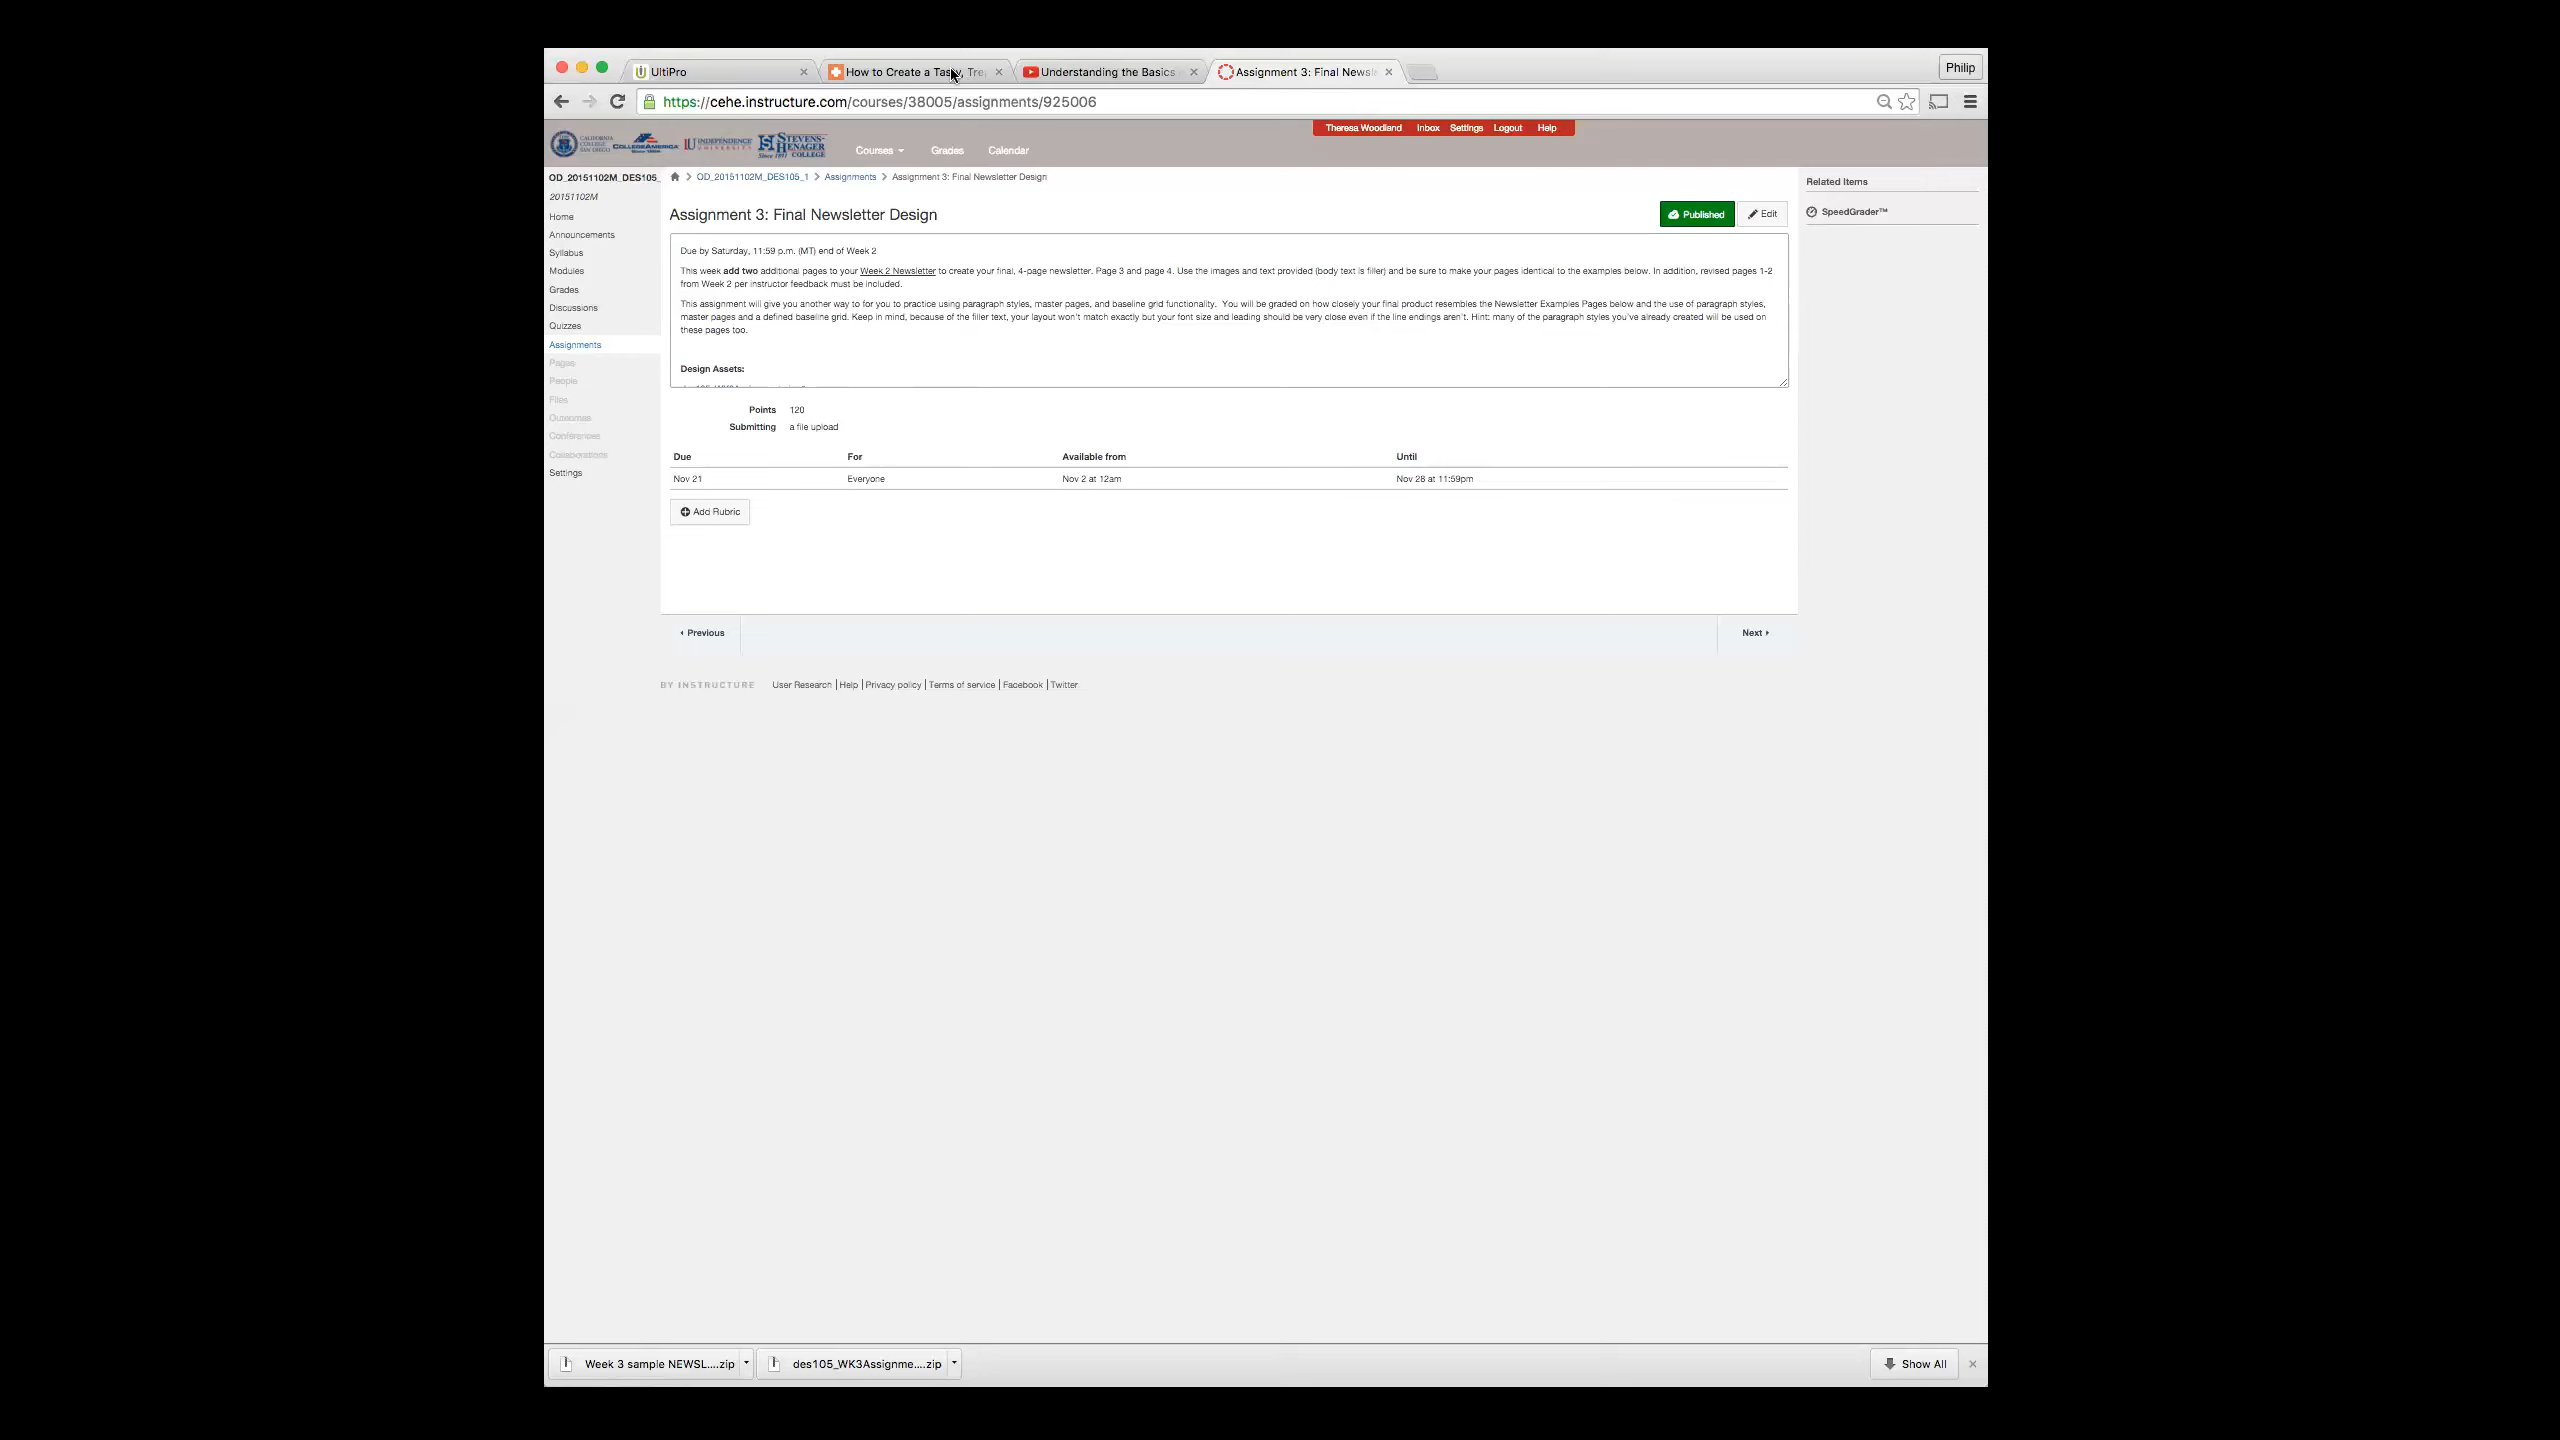 UltiPro
How to Create a Tasty, Tre
Understanding the Basics
Assignment 3: Final Newsl
Philip
https://cehe.instructure.com/courses/38005/assignments/925006
CALIFORNIA COLLEGE SAN DIEGO
COLLEGEAMERICA
INDEPENDENCE UNIVERSITY
STEVENS-HENAGER COLLEGE
Since 1891
Theresa Woodland Inbox Settings Logout Help
Courses Grades Calendar
OD_20151102M_DES105_
20151102M
Home
Announcements
Syllabus
Modules
Grades
Discussions
Quizzes
Assignments
Pages
People
Files
Outcomes
Conferences
Collaborations
Settings
OD_20151102M_DES105_1 > Assignments > Assignment 3: Final Newsletter Design
Assignment 3: Final Newsletter Design
Published
Edit
Due by Saturday, 11:59 p.m. (MT) end of Week 2
This week add two additional pages to your Week 2 Newsletter to create your final, 4-page newsletter. Page 3 and page 4. Use the images and text provided (body text is filler) and be sure to make your pages identical to the examples below. In addition, revised pages 1-2
from Week 2 per instructor feedback must be included.
This assignment will give you another way to for you to practice using paragraph styles, master pages, and baseline grid functionality. You will be graded on how closely your final product resembles the Newsletter Examples Pages below and the use of paragraph styles,
master pages and a defined baseline grid. Keep in mind, because of the filler text, your layout won't match exactly but your font size and leading should be very close even if the line endings aren't. Hint: many of the paragraph styles you've already created will be used on
these pages too.
Design Assets:
Points 120
Submitting a file upload
Due For Available from Until
Nov 21 Everyone Nov 2 at 12am Nov 28 at 11:59pm
Add Rubric
Previous
Next
BY INSTRUCTURE User Research | Help | Privacy policy | Terms of service | Facebook | Twitter
Related Items
SpeedGrader™
Week 3 sample NEWSL....zip
des105_WK3Assignme....zip
Show All